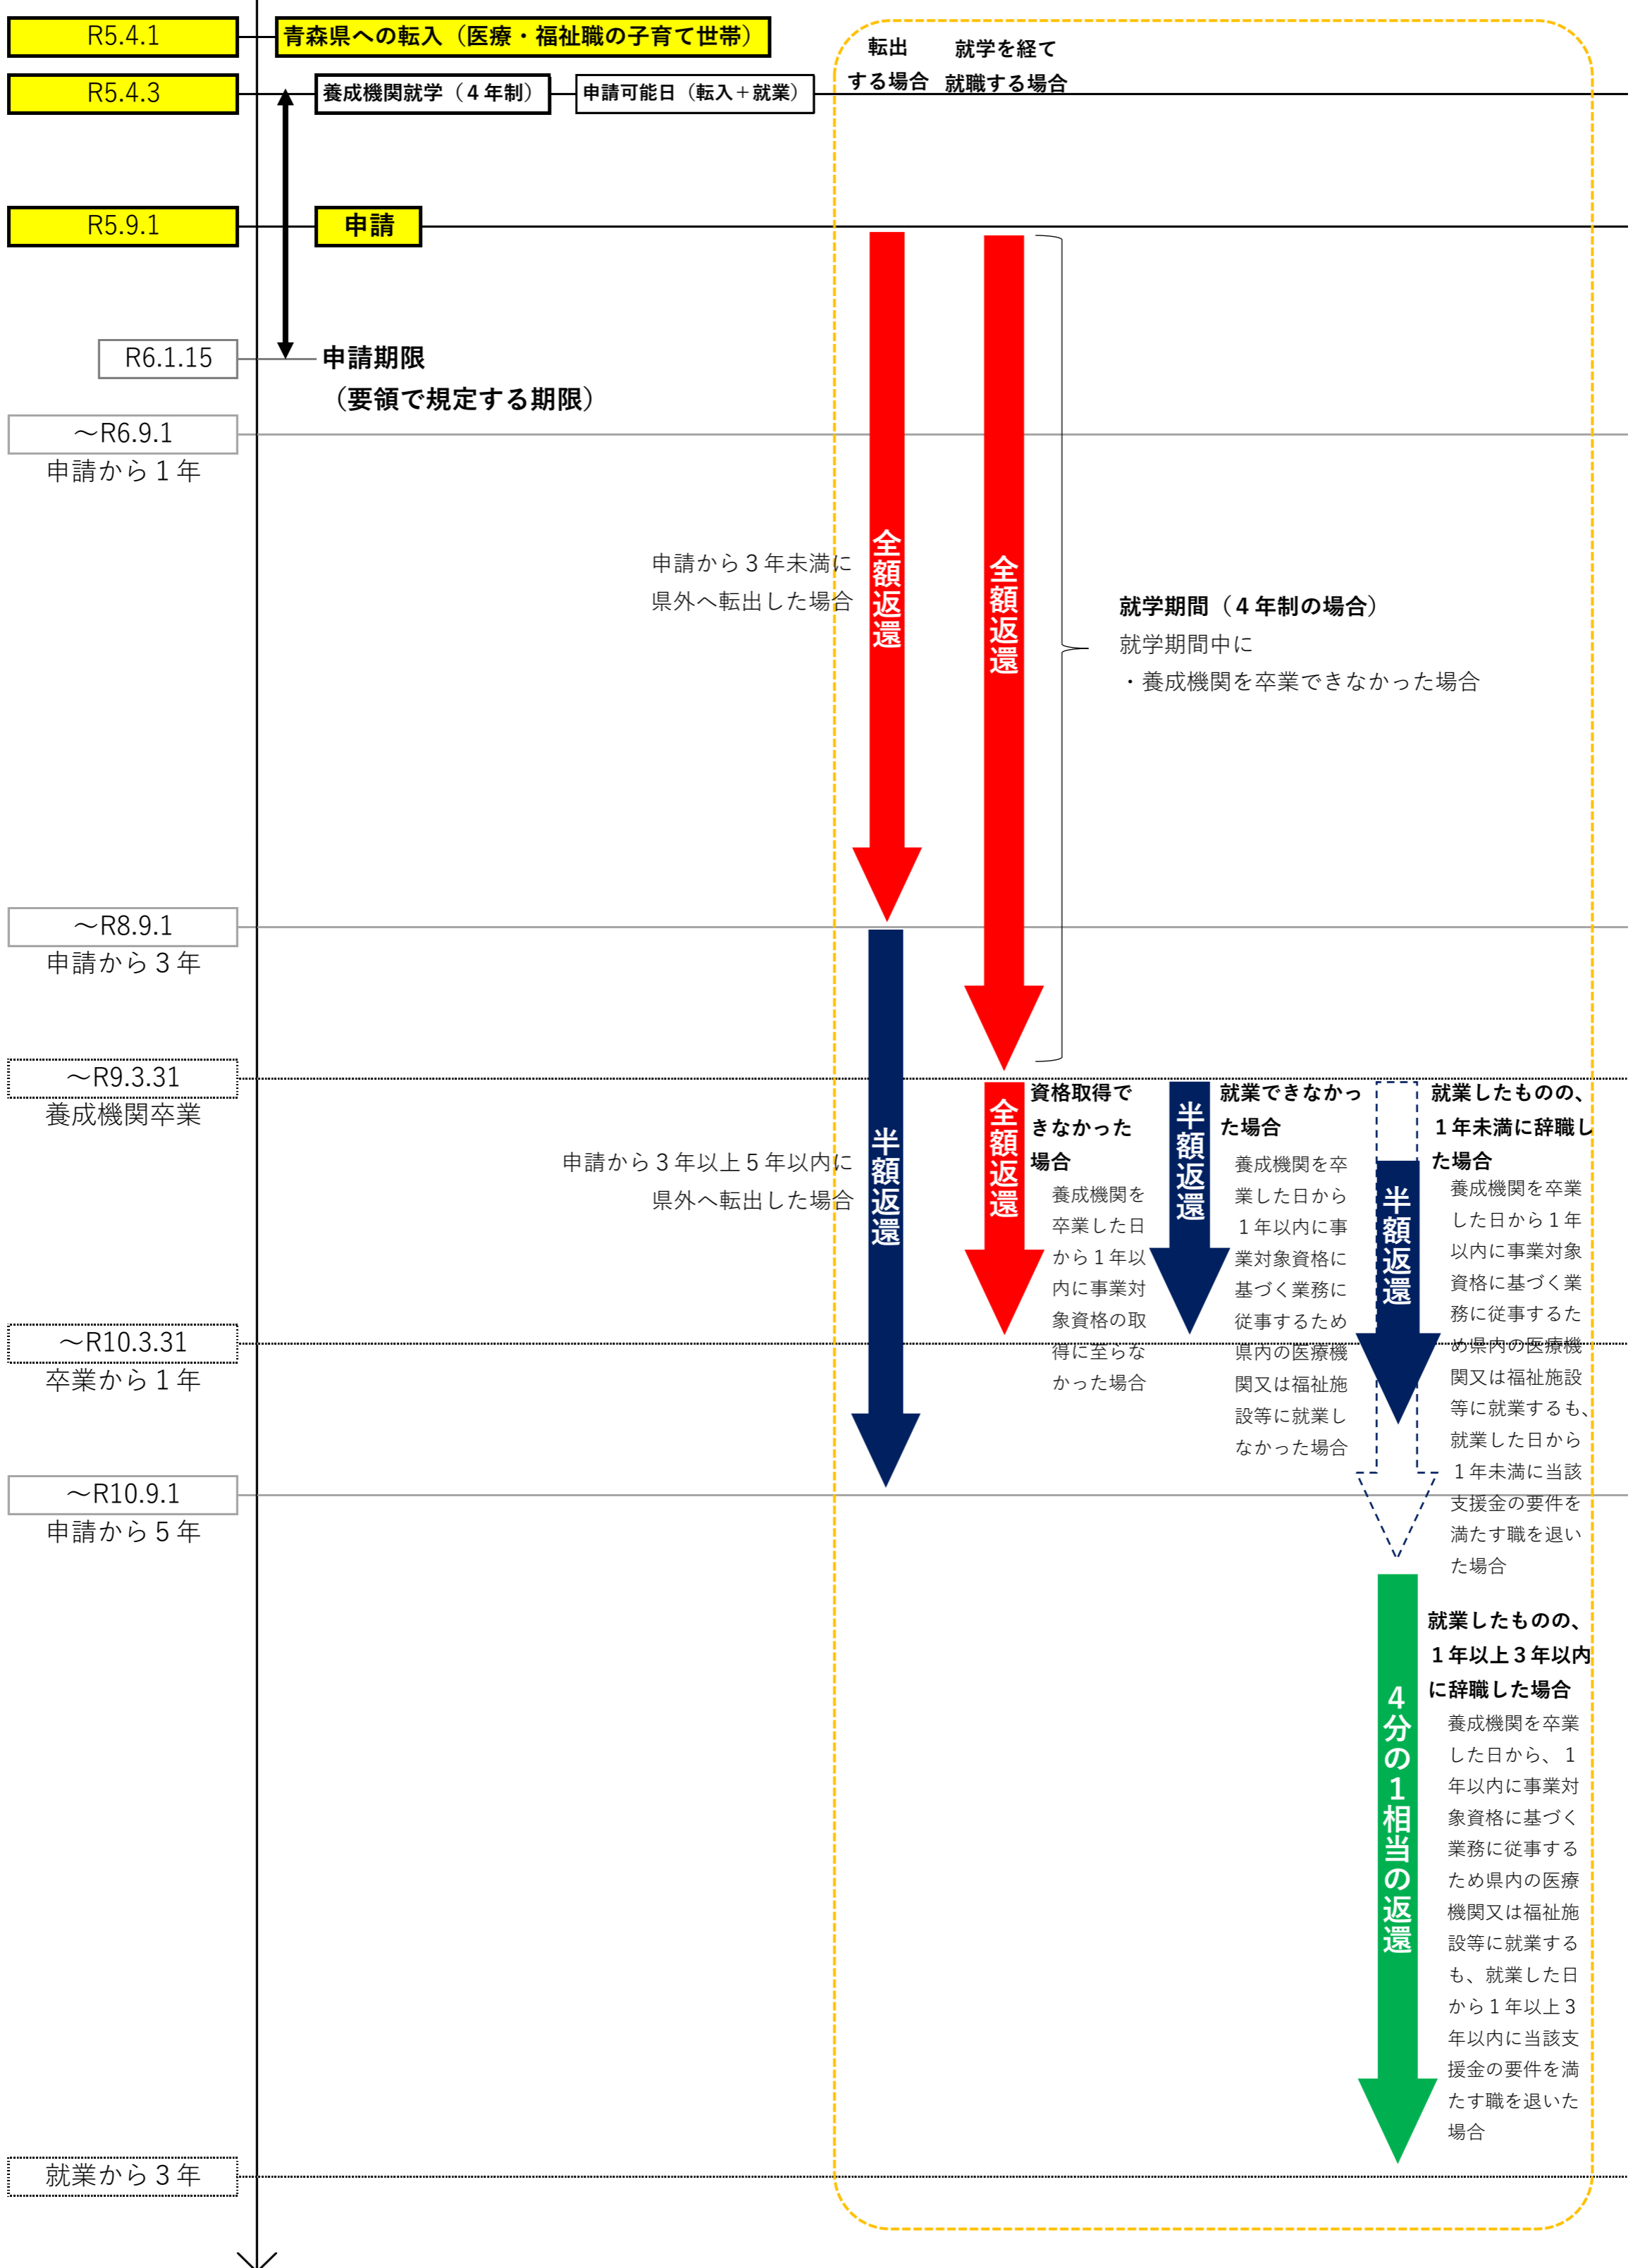 R5.4.1
青森県への転入（医療・福祉職の子育て世帯）
転出
する場合
就学を経て
就職する場合
R5.4.3
養成機関就学（４年制）
申請可能日（転入＋就業）
R5.9.1
申請
R6.1.15
申請期限
（要領で規定する期限）
～R6.9.1
申請から１年
申請から３年未満に
県外へ転出した場合
全額返還
全額返還
就学期間（４年制の場合）
就学期間中に
・養成機関を卒業できなかった場合
～R8.9.1
申請から３年
～R9.3.31
養成機関卒業
申請から３年以上５年以内に
県外へ転出した場合
半額返還
全額返還
資格取得で
きなかった
場合
養成機関を
卒業した日
から１年以
内に事業対
象資格の取
得に至らな
かった場合
半額返還
就業できなかっ
た場合
養成機関を卒
業した日から
１年以内に事
業対象資格に
基づく業務に
従事するため
県内の医療機
関又は福祉施
設等に就業し
なかった場合
半額返還
就業したものの、
１年未満に辞職し
た場合
養成機関を卒業
した日から１年
以内に事業対象
資格に基づく業
務に従事するた
め県内の医療機
関又は福祉施設
等に就業するも、
就業した日から
１年未満に当該
支援金の要件を
満たす職を退い
た場合
～R10.3.31
卒業から１年
～R10.9.1
申請から５年
４分の１相当の返還
就業したものの、
１年以上３年以内
に辞職した場合
養成機関を卒業
した日から、１
年以内に事業対
象資格に基づく
業務に従事する
ため県内の医療
機関又は福祉施
設等に就業する
も、就業した日
から１年以上３
年以内に当該支
援金の要件を満
たす職を退いた
場合
就業から３年